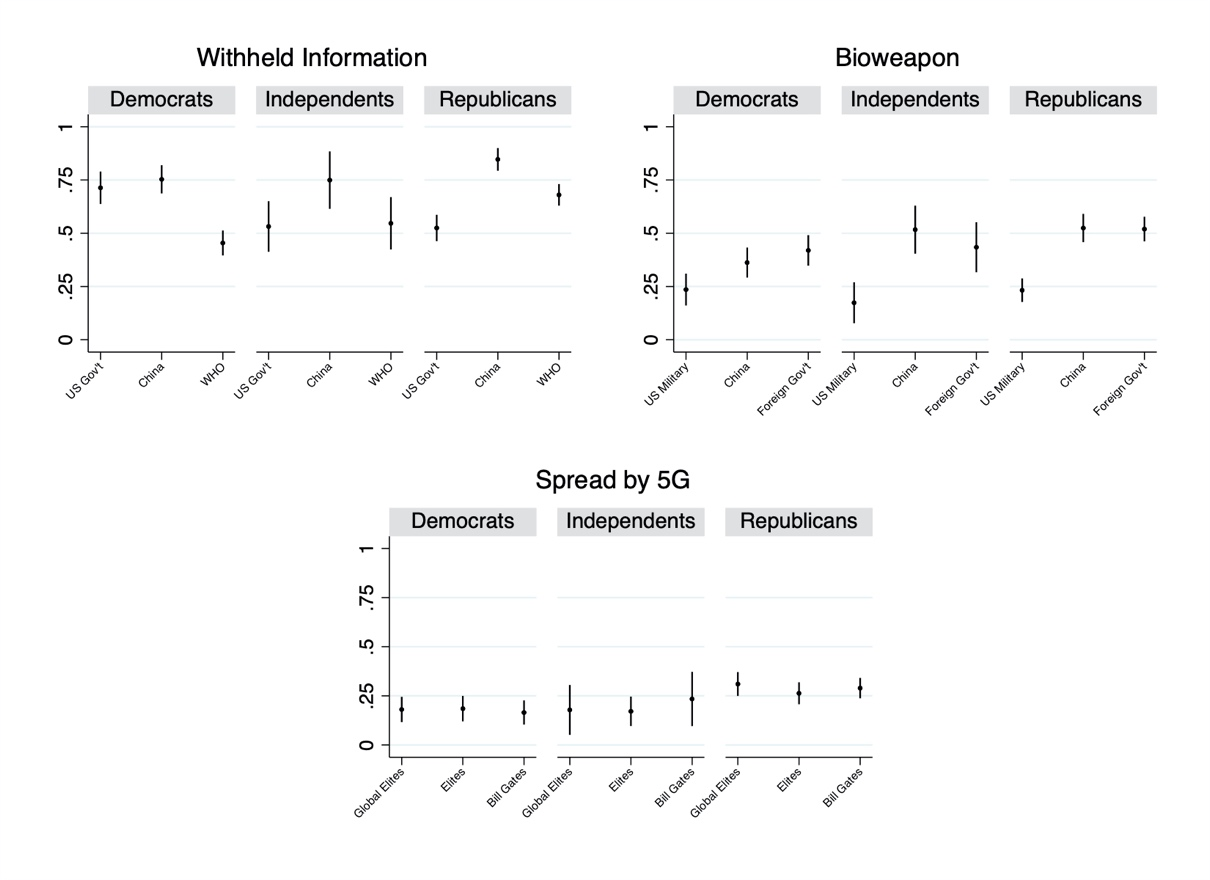 Withheld Information
Democrats Independents Republicans
1
.75
.5
.25
0
US Gov't China WHO US Gov't China WHO US Gov't China WHO
Bioweapon
Democrats Independents Republicans
1
.75
.5
.25
0
US Military China Foreign Gov't US Military China Foreign Gov't US Military China Foreign Gov't
Spread by 5G
Democrats Independents Republicans
1
.75
.5
.25
0
Global Elites Elites Bill Gates Global Elites Elites Bill Gates Global Elites Elites Bill Gates